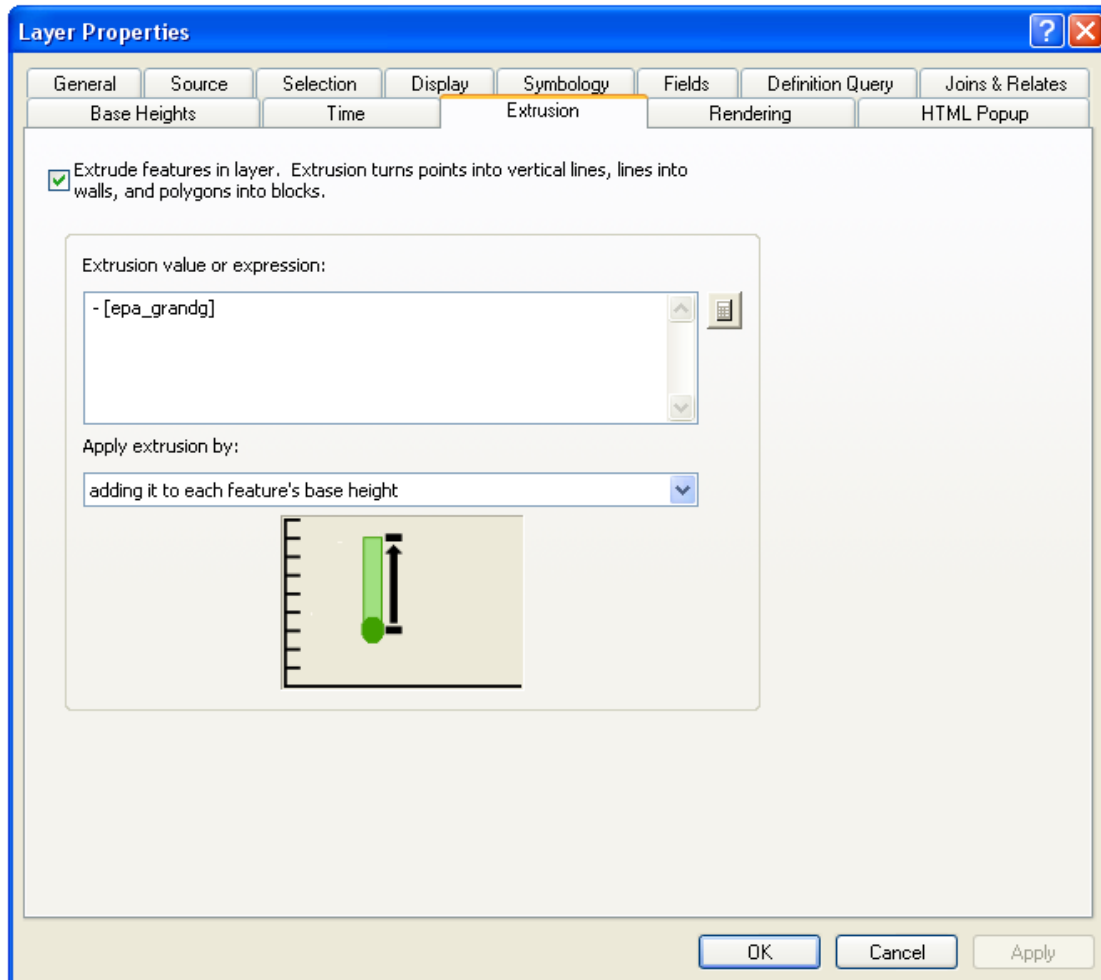 Layer Properties
General Source Selection Display Symbology Fields Definition Query Joins & Relates
Base Heights Time Extrusion Rendering HTML Popup
Extrude features in layer.  Extrusion turns points into vertical lines, lines into
walls, and polygons into blocks.
Extrusion value or expression:
- [epa_grandg]
Apply extrusion by:
adding it to each feature's base height
OK Cancel Apply